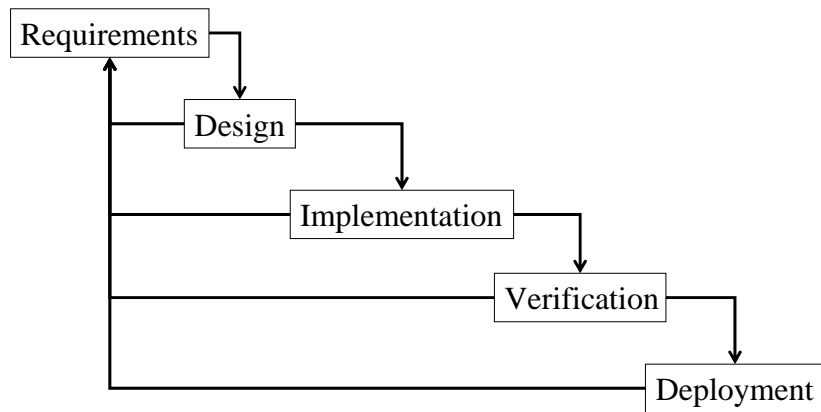 Requirements
Design
Implementation
Verification
Deployment